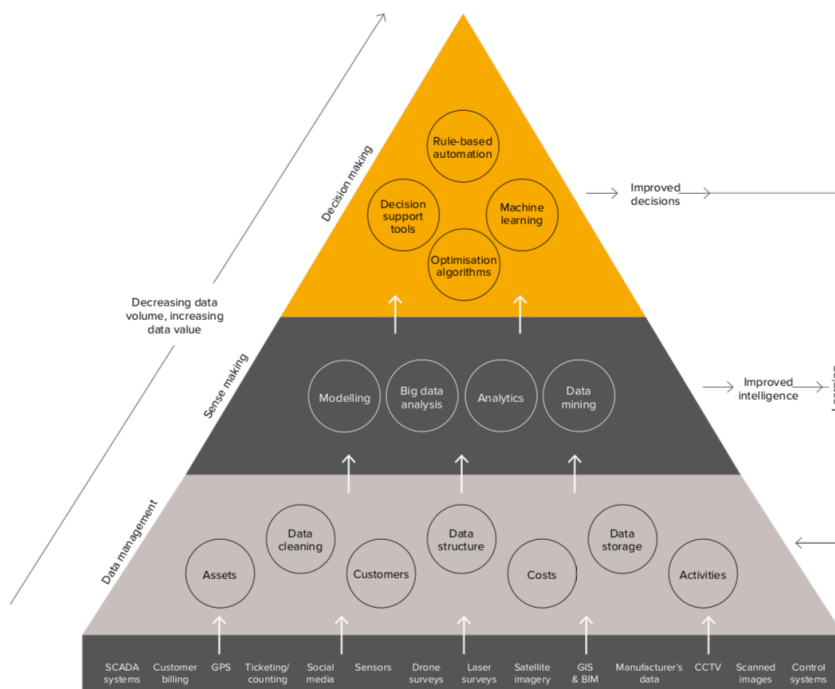 Rule-based
automation
Decision making
Decision
support
tools
Machine
learning
Improved
decisions
Optimisation
algorithms
Decreasing data
volume, increasing
data value
Sense making
Modelling
Big data
analysis
Analytics
Data
mining
Improved
intelligence
Learning
Data management
Data
cleaning
Data
structure
Data
storage
Assets
Customers
Costs
Activities
SCADA
systems
Customer
billing
GPS
Ticketing/
counting
Social
media
Sensors
Drone
surveys
Laser
surveys
Satellite
imagery
GIS
& BIM
Manufacturer's
data
CCTV
Scanned
images
Control
systems